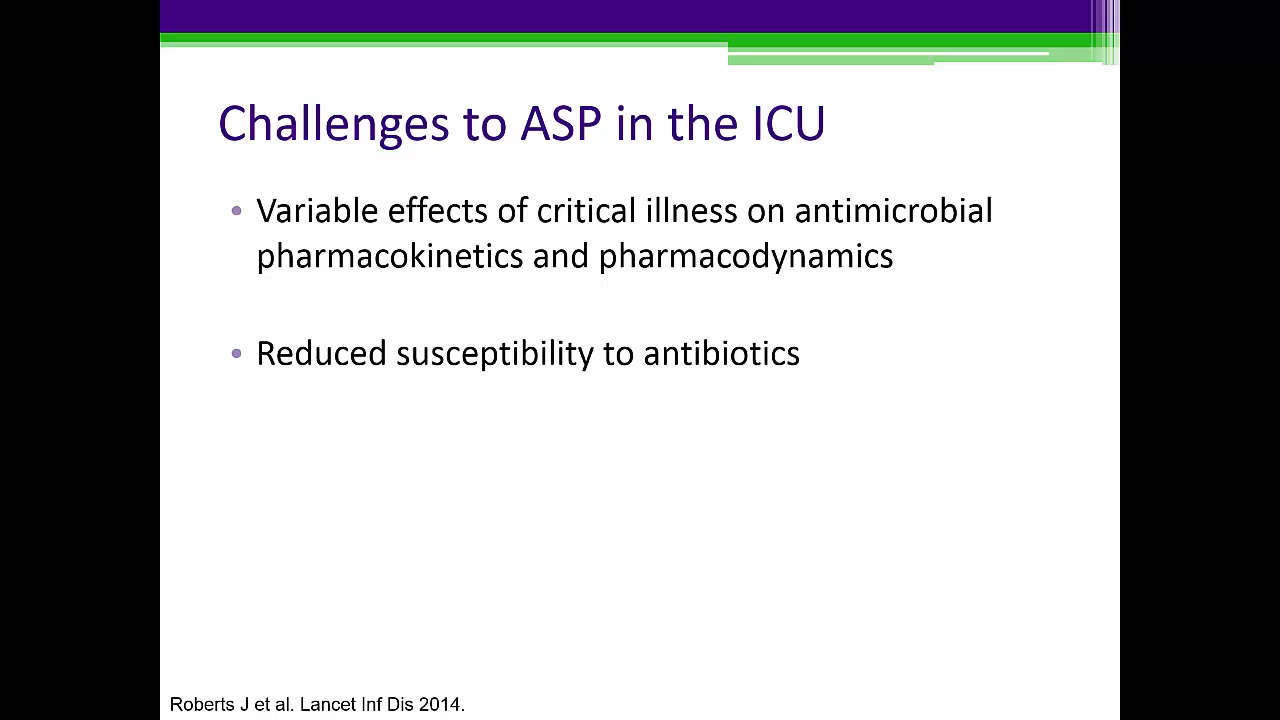 Challenges to ASP in the ICU
• Variable effects of critical illness on antimicrobial
pharmacokinetics and pharmacodynamics
• Reduced susceptibility to antibiotics
Roberts J et al. Lancet Inf Dis 2014.